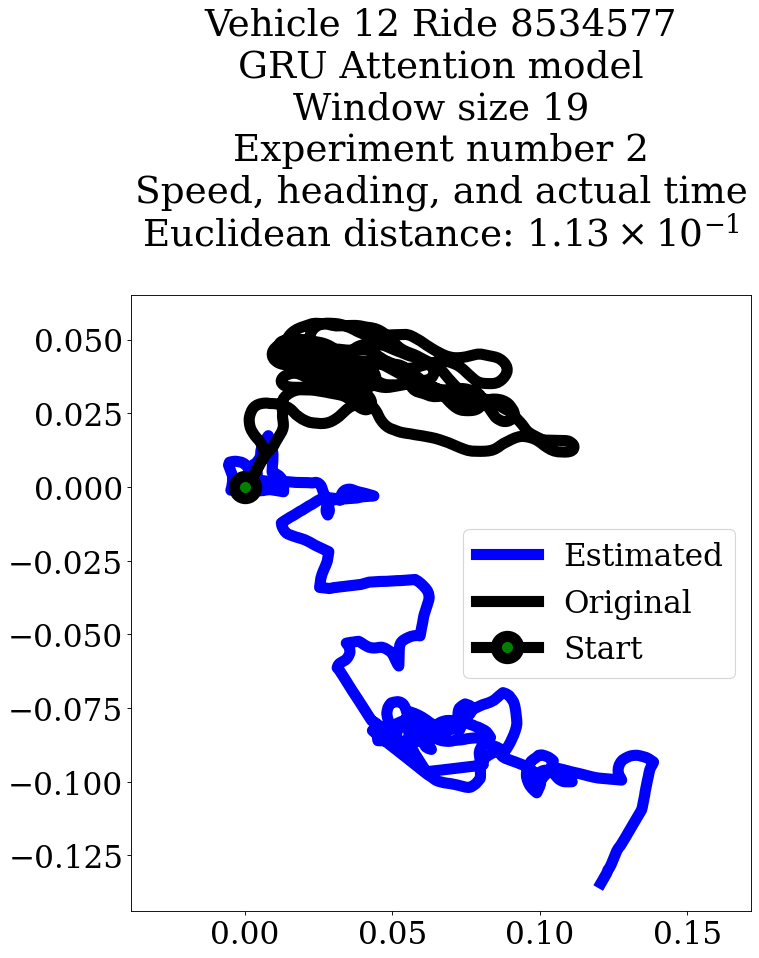 Vehicle 12 Ride 8534577
GRU Attention model
Window size 19
Experiment number 2
Speed, heading, and actual time
Euclidean distance: 1.13 × 10⁻¹
0.050
0.025
0.000
−0.025
−0.050
−0.075
−0.100
−0.125
Estimated
Original
Start
0.00 0.05 0.10 0.15